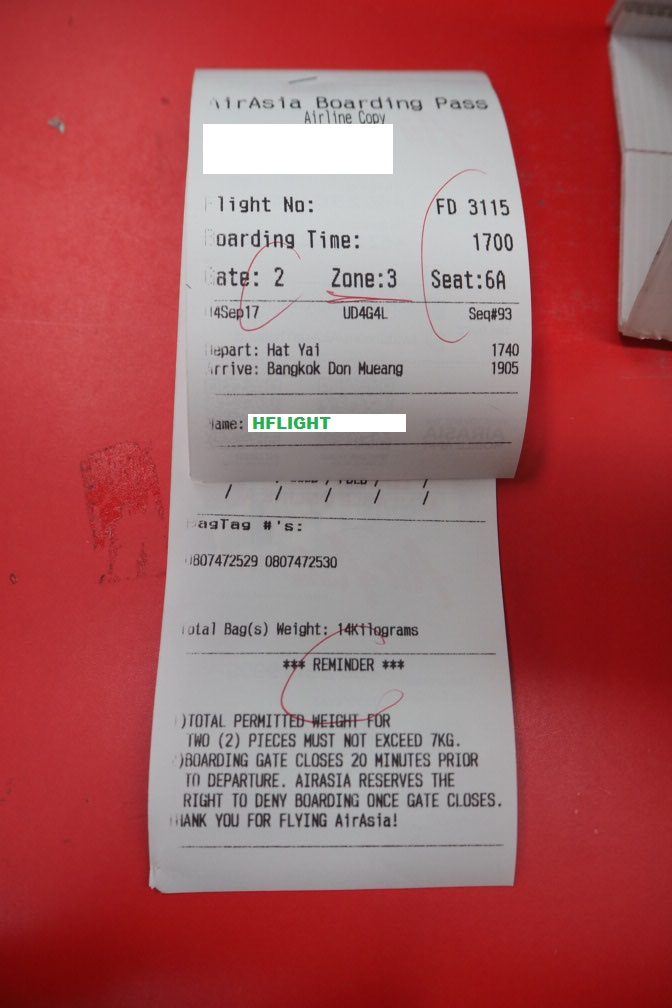 AirAsia Boarding Pass
Airline Copy
light No: FD 3115
oarding Time: 1700
ate: 2 Zone:3 Seat:6A
4Sep17 UD4G4L Seq#93
epart: Hat Yai 1740
rrive: Bangkok Don Mueang 1905
ame: HFLIGHT
/ / / / /
agTag #'s:
0807472529 0807472530
otal Bag(s) Weight: 14Kilograms
*** REMINDER ***
)TOTAL PERMITTED WEIGHT FOR
TWO (2) PIECES MUST NOT EXCEED 7KG.
)BOARDING GATE CLOSES 20 MINUTES PRIOR
TO DEPARTURE. AIRASIA RESERVES THE
RIGHT TO DENY BOARDING ONCE GATE CLOSES.
HANK YOU FOR FLYING AirAsia!